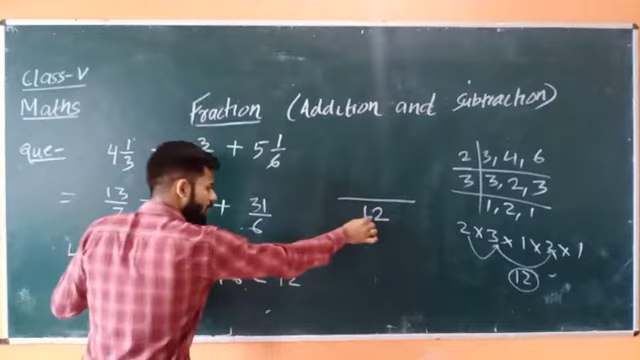 Class-V
Maths
Fraction (Addition and Subtraction)
que- 4 1/3 - 3 + 5 1/6
= 13 + 31/6
12
= 12
2 | 3, 4, 6
3 | 3, 2, 3
1, 2, 1
2 x 3 x 1 x 2 x 1
12